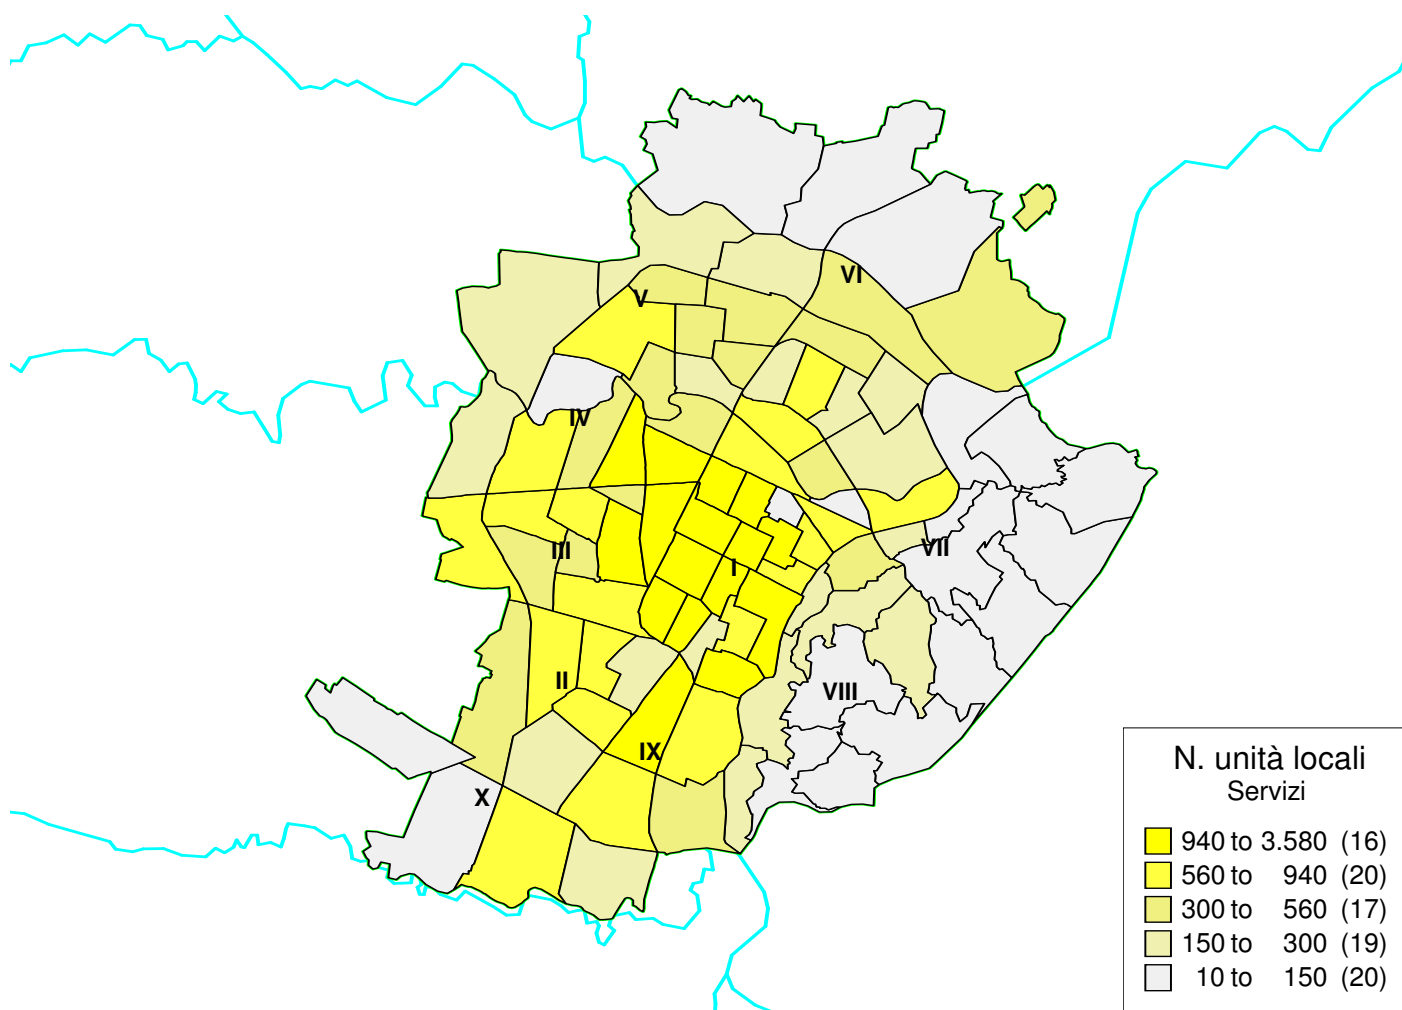 VI
V
IV
III
VII
I
II
VIII
IX
X
N. unità locali
Servizi
940 to 3.580 (16)
560 to 940 (20)
300 to 560 (17)
150 to 300 (19)
10 to 150 (20)